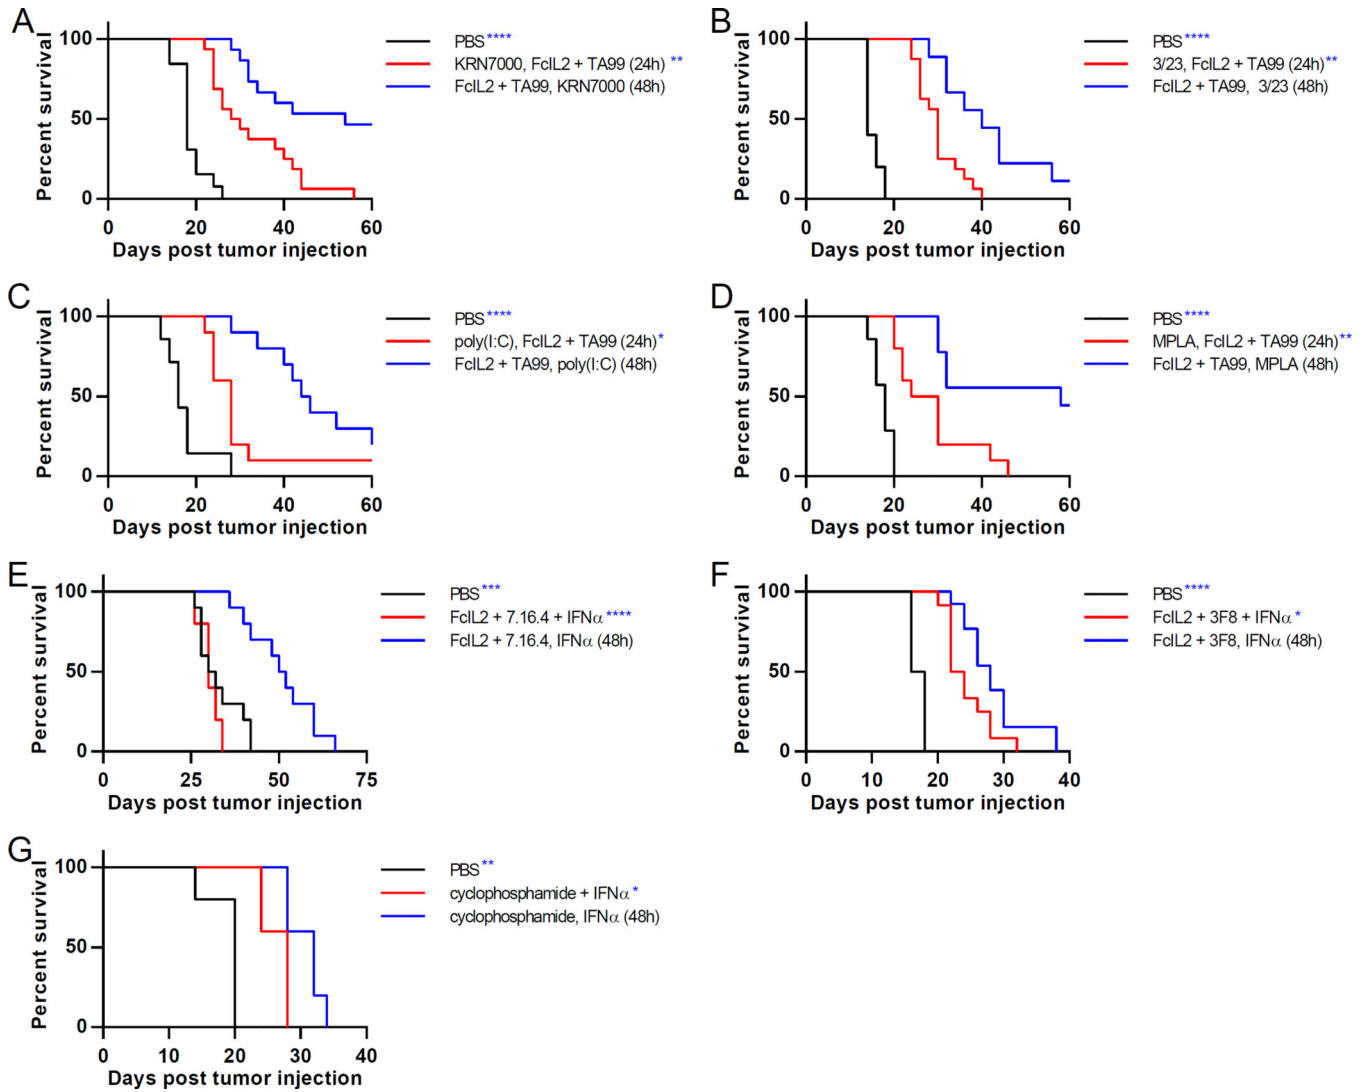 A
Percent survival
100
50
0
0 20 40 60
Days post tumor injection
PBS ****
KRN7000, FcIL2 + TA99 (24h) **
FcIL2 + TA99, KRN7000 (48h)
B
Percent survival
100
50
0
0 20 40 60
Days post tumor injection
PBS ****
3/23, FcIL2 + TA99 (24h) **
FcIL2 + TA99, 3/23 (48h)
C
Percent survival
100
50
0
0 20 40 60
Days post tumor injection
PBS ****
poly(I:C), FcIL2 + TA99 (24h) *
FcIL2 + TA99, poly(I:C) (48h)
D
Percent survival
100
50
0
0 20 40 60
Days post tumor injection
PBS ****
MPLA, FcIL2 + TA99 (24h) **
FcIL2 + TA99, MPLA (48h)
E
Percent survival
100
50
0
0 25 50 75
Days post tumor injection
PBS ***
FcIL2 + 7.16.4 + IFNα ****
FcIL2 + 7.16.4, IFNα (48h)
F
Percent survival
100
50
0
0 10 20 30 40
Days post tumor injection
PBS ****
FcIL2 + 3F8 + IFNα *
FcIL2 + 3F8, IFNα (48h)
G
Percent survival
100
50
0
0 10 20 30 40
Days post tumor injection
PBS **
cyclophosphamide + IFNα *
cyclophosphamide, IFNα (48h)